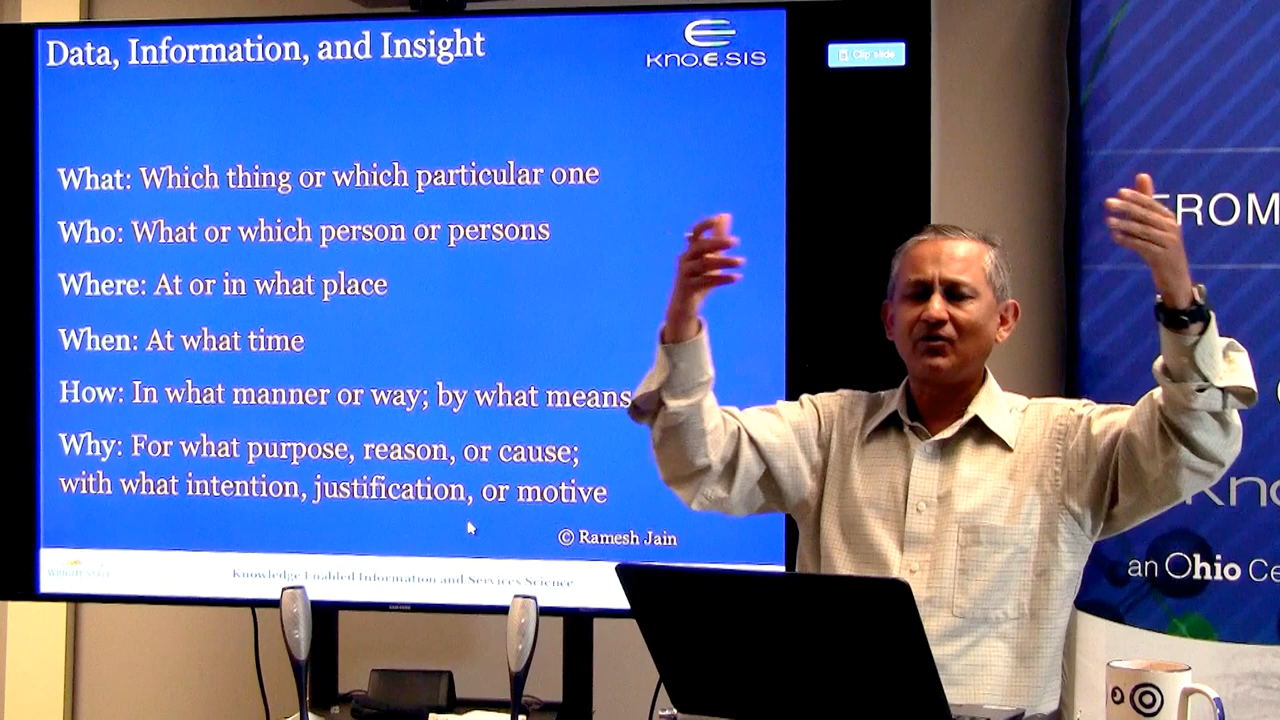 Data, Information, and Insight
kno.e.sis
Clip slide
What: Which thing or which particular one
Who: What or which person or persons
Where: At or in what place
When: At what time
How: In what manner or way; by what means
Why: For what purpose, reason, or cause;
with what intention, justification, or motive
© Ramesh Jain
WRIGHT STATE
Knowledge Enabled Information and Services Science
SAMSUNG
FROM
kno
an Ohio Ce